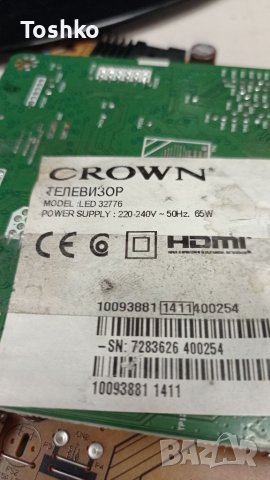 Toshko
CROWN®
ТЕЛЕВИЗОР
MODEL :LED 32776
POWER SUPPLY : 220-240V ~ 50Hz. 65W
CE
HDMI
10093881 1411 400254
-SN: 7283626 400254
10093881 1411
BAZAR